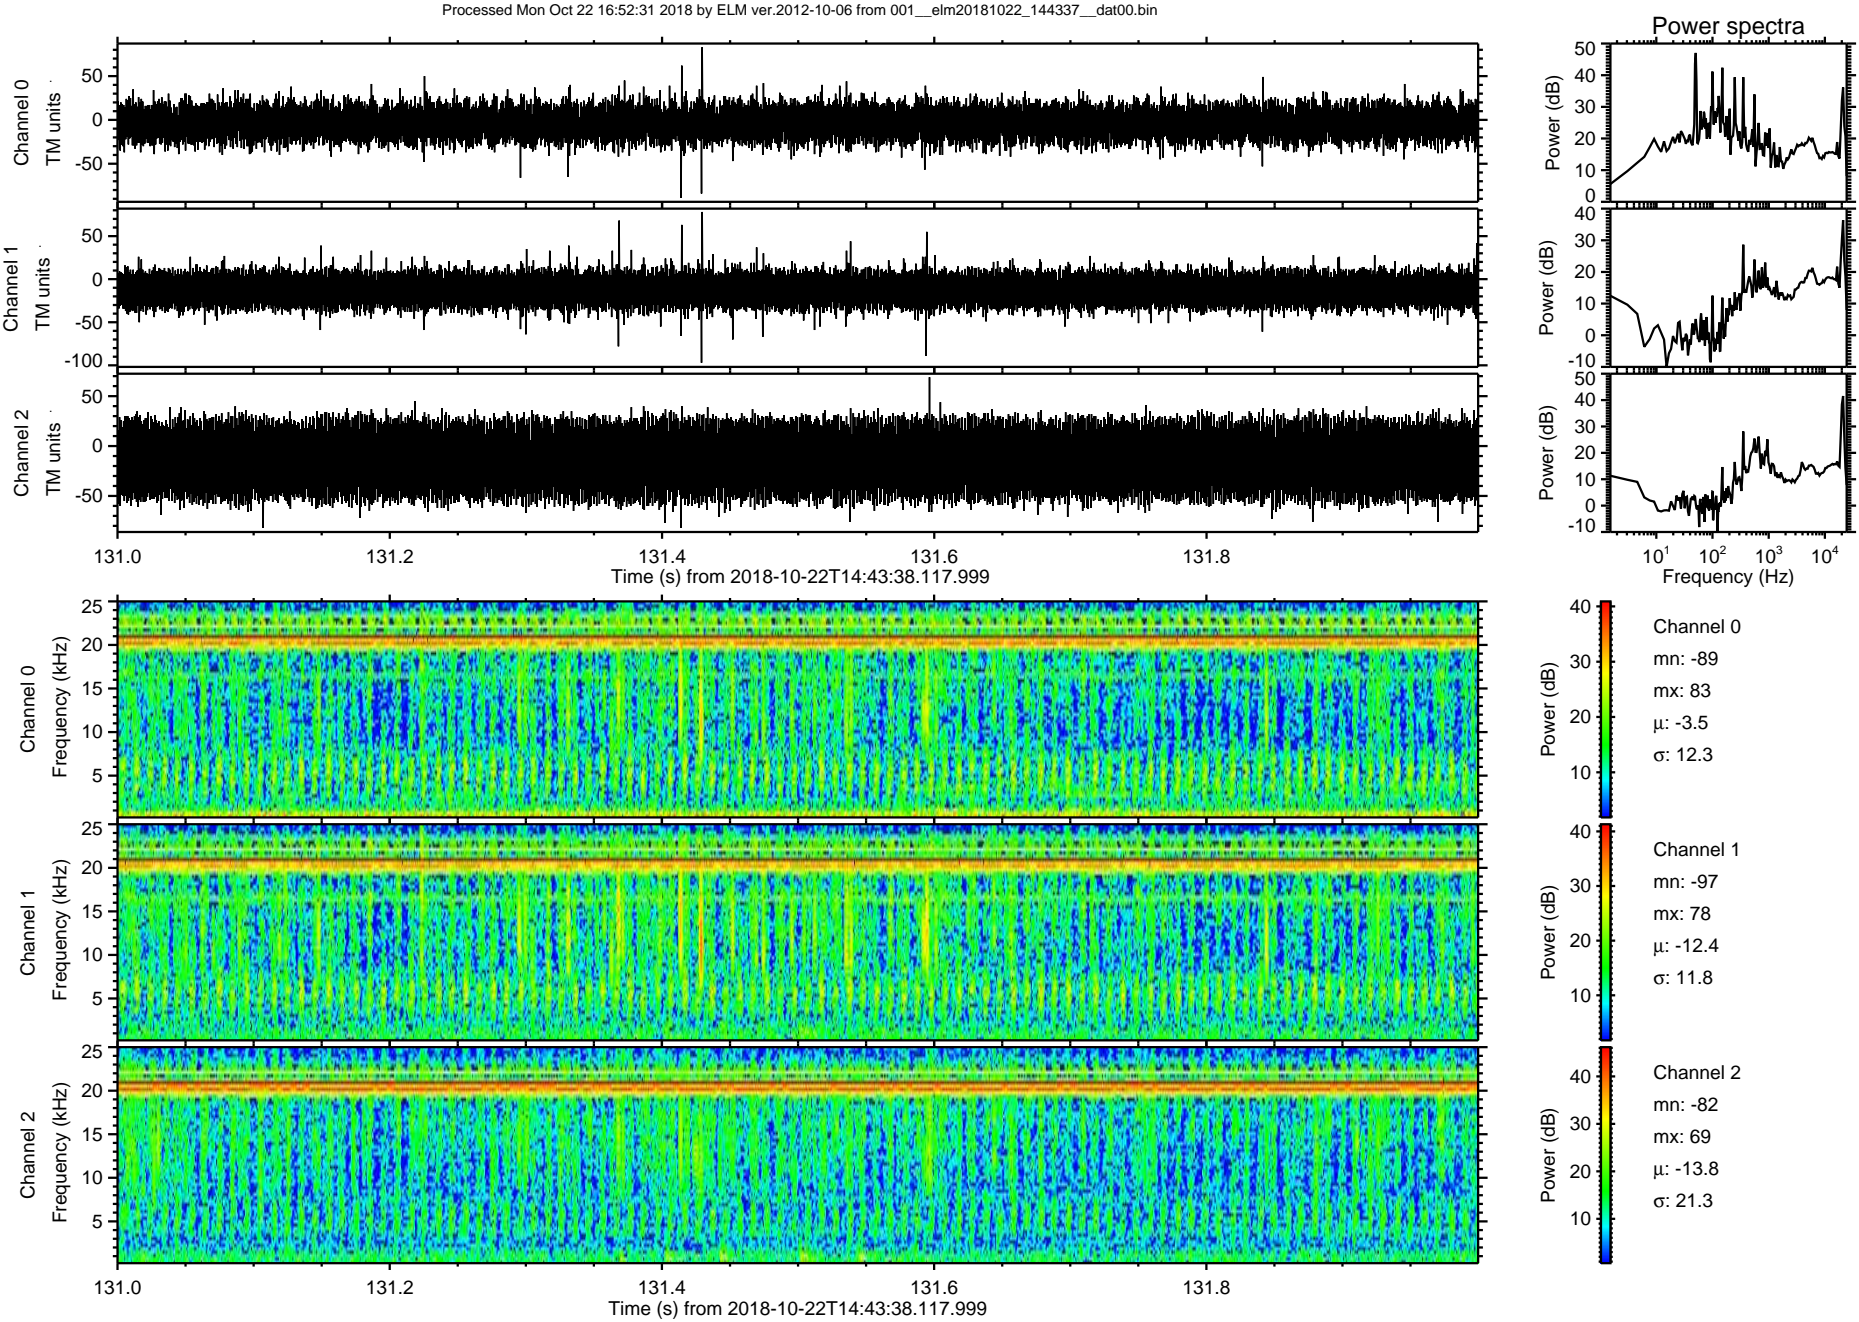 Processed Mon Oct 22 16:52:31 2018 by ELM ver.2012-10-06 from 001__elm20181022_144337__dat00.bin
Power spectra
Channel 0
TM units
50
0
-50
Power (dB)
50
40
30
20
10
0
Channel 1
TM units
50
0
-50
-100
Power (dB)
40
30
20
10
0
-10
Channel 2
TM units
50
0
-50
Power (dB)
50
40
30
20
10
0
-10
131.0 131.2 131.4 131.6 131.8
Time (s) from 2018-10-22T14:43:38.117.999
10¹ 10² 10³ 10⁴
Frequency (Hz)
Channel 0
Frequency (kHz)
25
20
15
10
5
Power (dB)
40
30
20
10
Channel 0
mn: -89
mx: 83
μ: -3.5
σ: 12.3
Channel 1
Frequency (kHz)
25
20
15
10
5
Power (dB)
40
30
20
10
Channel 1
mn: -97
mx: 78
μ: -12.4
σ: 11.8
Channel 2
Frequency (kHz)
25
20
15
10
5
Power (dB)
40
30
20
10
Channel 2
mn: -82
mx: 69
μ: -13.8
σ: 21.3
131.0 131.2 131.4 131.6 131.8
Time (s) from 2018-10-22T14:43:38.117.999